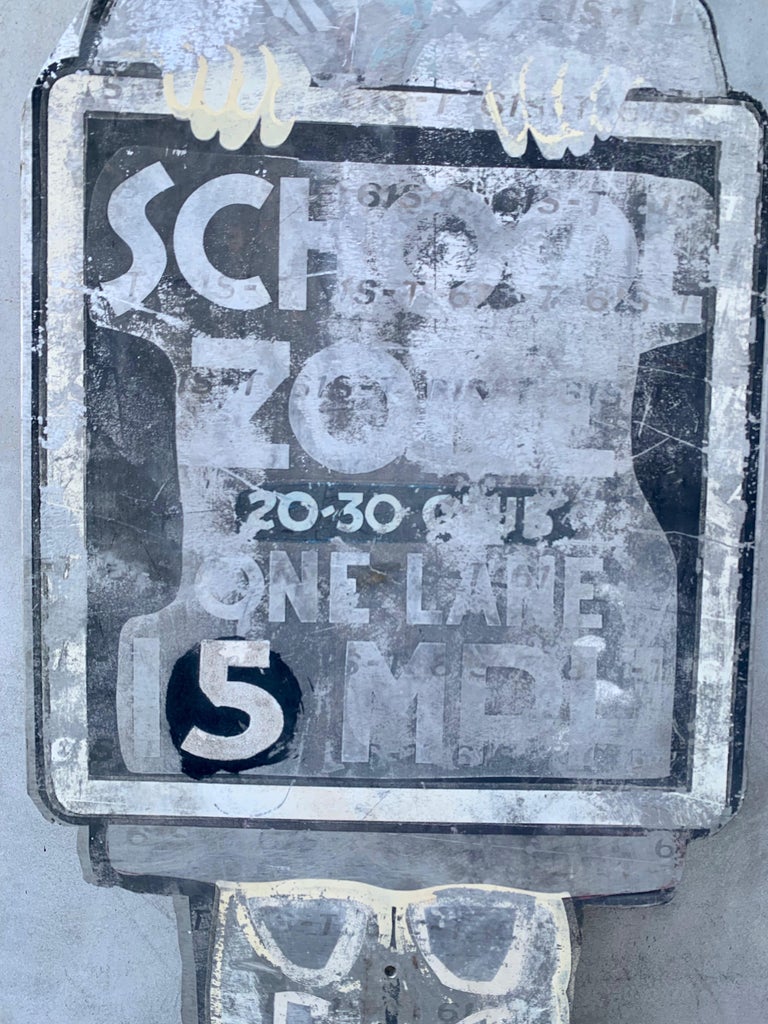 SCHOOL
ZONE
20-30 CLUB
ONE LANE
15 MPH